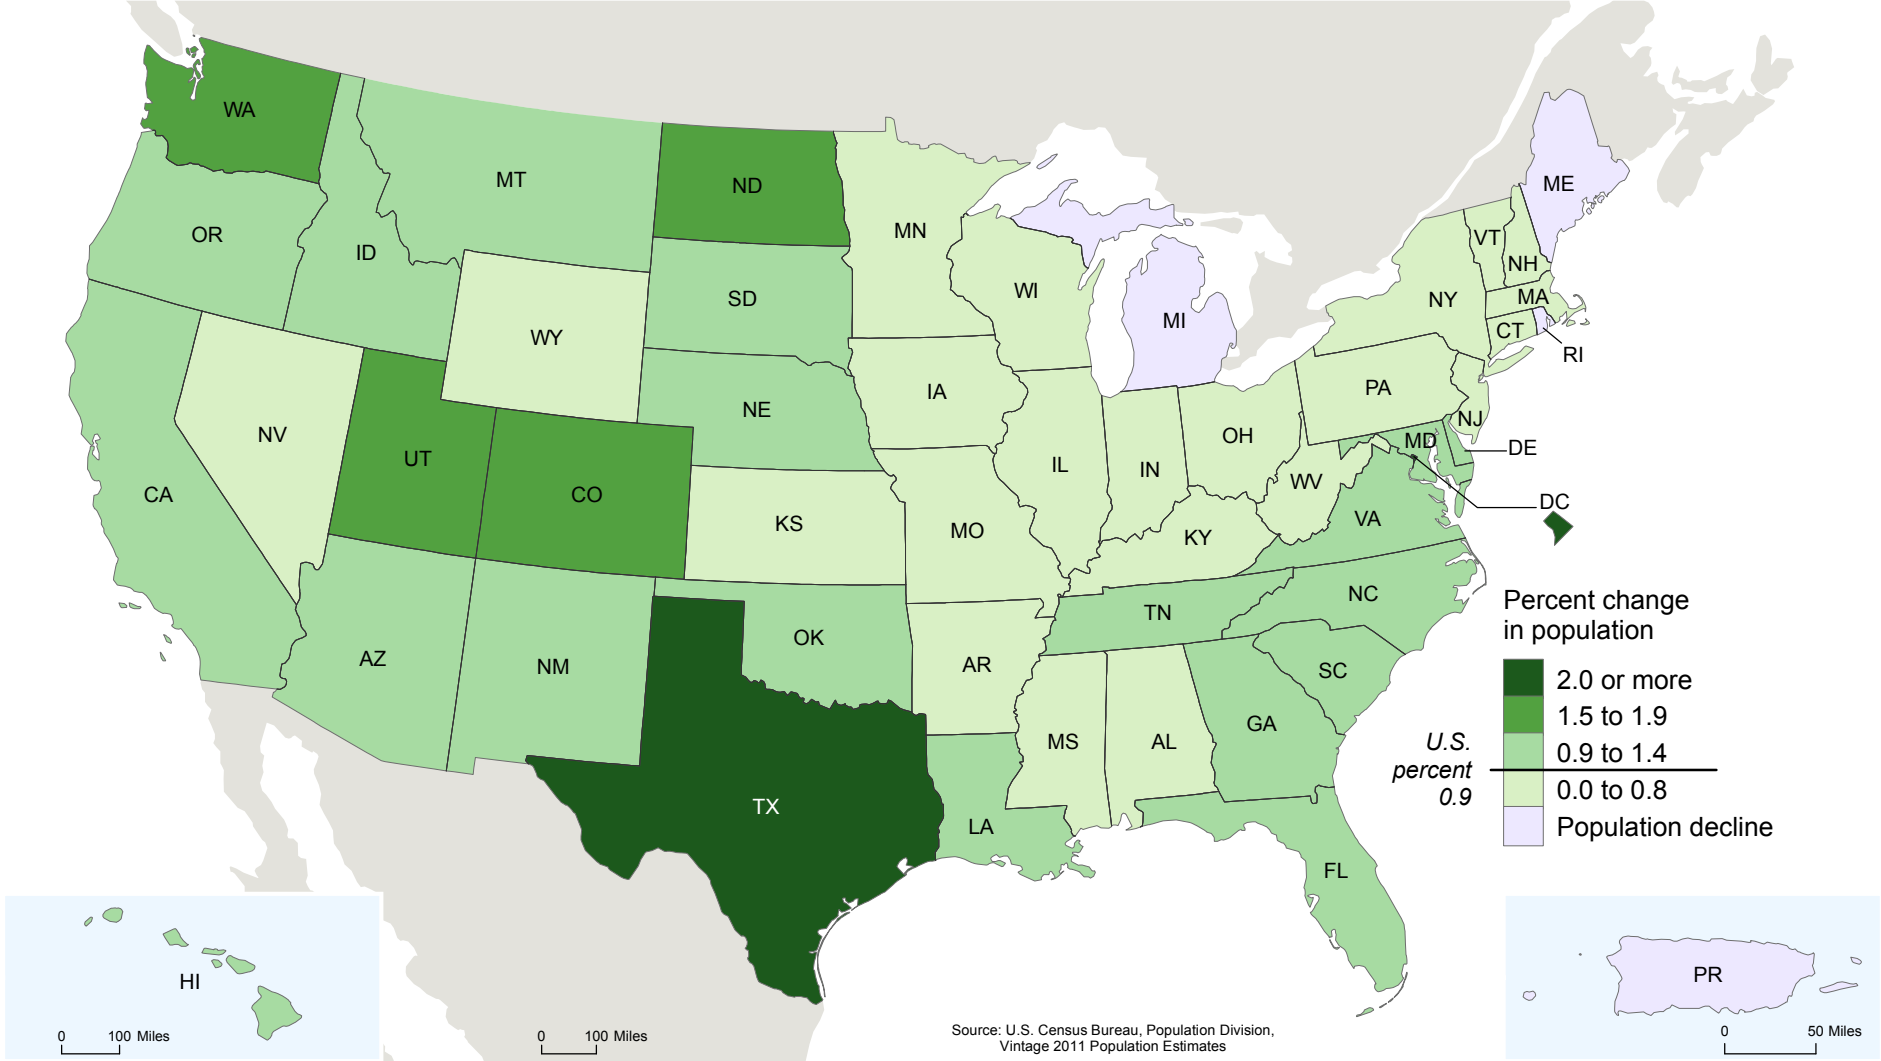 WA
MT
ND
ME
OR
ID
MN
VT
NH
SD
WI
NY
MA
WY
MI
CT
RI
IA
PA
NE
NJ
NV
OH
MD
DE
UT
IL
IN
CA
CO
WV
DC
KS
MO
VA
KY
NC
TN
OK
AZ
NM
AR
SC
GA
MS
AL
TX
LA
FL
HI
PR
Percent change
in population
2.0 or more
1.5 to 1.9
0.9 to 1.4
0.0 to 0.8
Population decline
U.S.
percent
0.9
0 100 Miles
0 100 Miles
Source: U.S. Census Bureau, Population Division,
Vintage 2011 Population Estimates
0 50 Miles